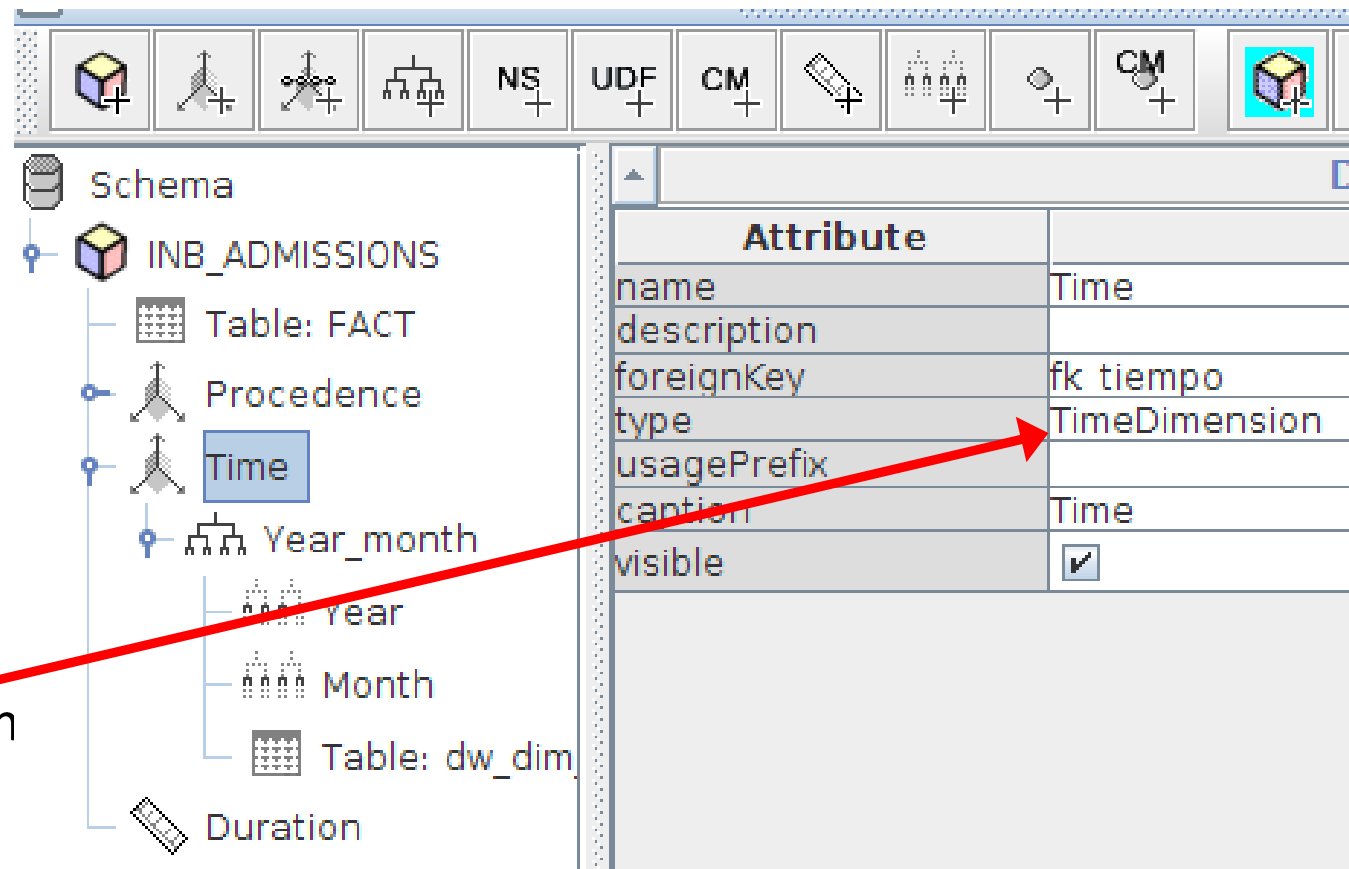 NS UDF CM CM
Schema
INB_ADMISSIONS
Table: FACT
Procedence
Time
Year_month
Year
Month
Table: dw_dim_
Duration
Attribute
name Time
description
foreignKey fk tiempo
type TimeDimension
usagePrefix
caption Time
visible